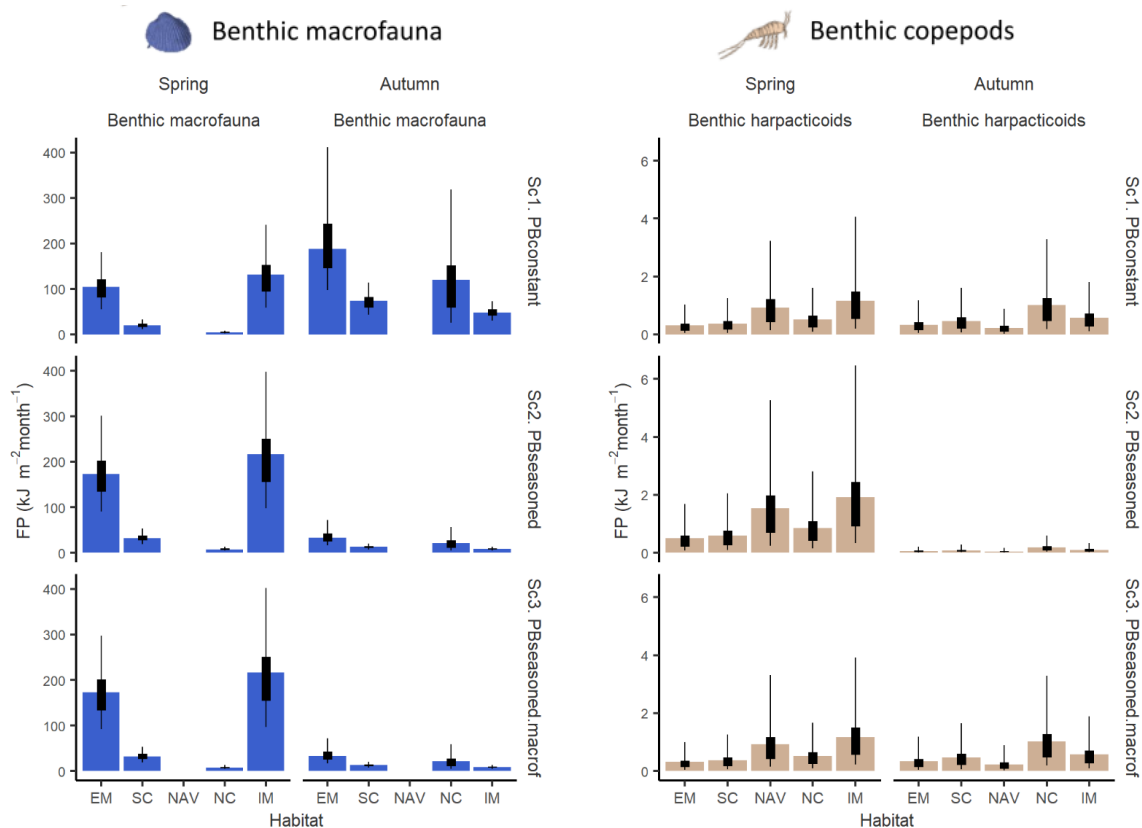 Benthic macrofauna
Benthic copepods
Spring
Autumn
Spring
Autumn
Benthic macrofauna
Benthic macrofauna
Benthic harpacticoids
Benthic harpacticoids
400
300
200
100
0
Sc1. PBconstant
6
4
2
0
Sc1. PBconstant
FP (kJ m⁻²month⁻¹)
400
300
200
100
0
Sc2. PBseasoned
FP (kJ m⁻²month⁻¹)
6
4
2
0
Sc2. PBseasoned
400
300
200
100
0
Sc3. PBseasoned.macrof
6
4
2
0
Sc3. PBseasoned.macrof
EM SC NAV NC IM
EM SC NAV NC IM
EM SC NAV NC IM
EM SC NAV NC IM
Habitat
Habitat